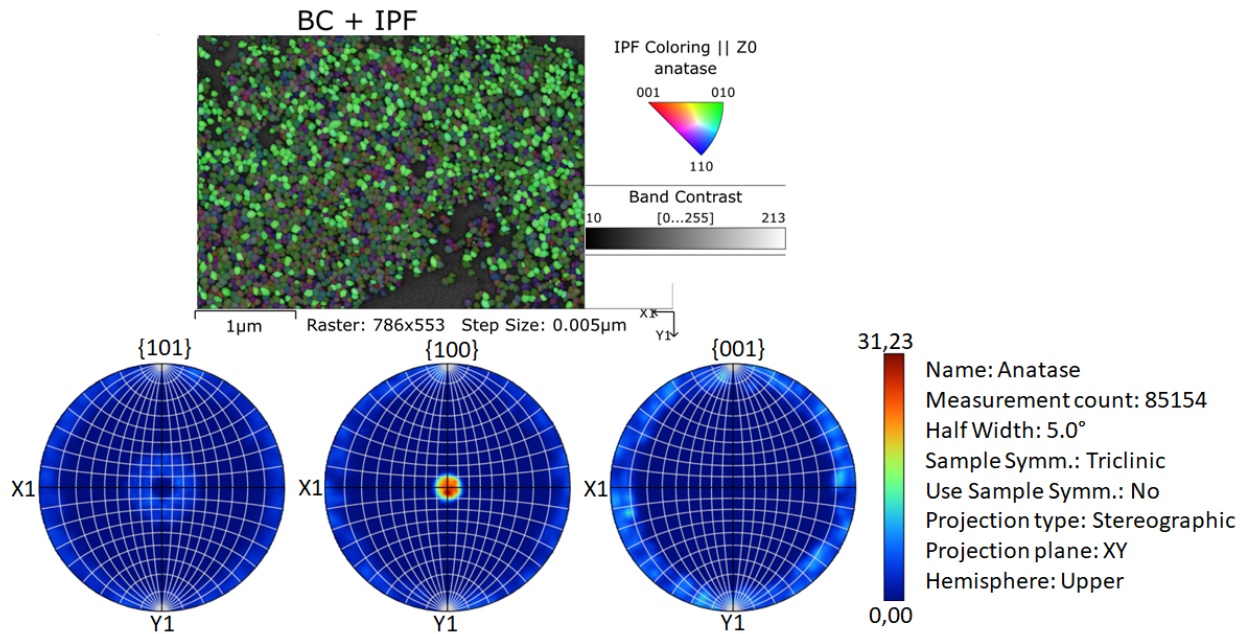 BC + IPF
IPF Coloring || Z0
anatase
001 010
110
Band Contrast
10 [0...255] 213
X1
Y1
1µm Raster: 786x553 Step Size: 0.005µm
{101} {100} {001}
31,23
X1 X1 X1
Y1 Y1 Y1
0,00
Name: Anatase
Measurement count: 85154
Half Width: 5.0°
Sample Symm.: Triclinic
Use Sample Symm.: No
Projection type: Stereographic
Projection plane: XY
Hemisphere: Upper